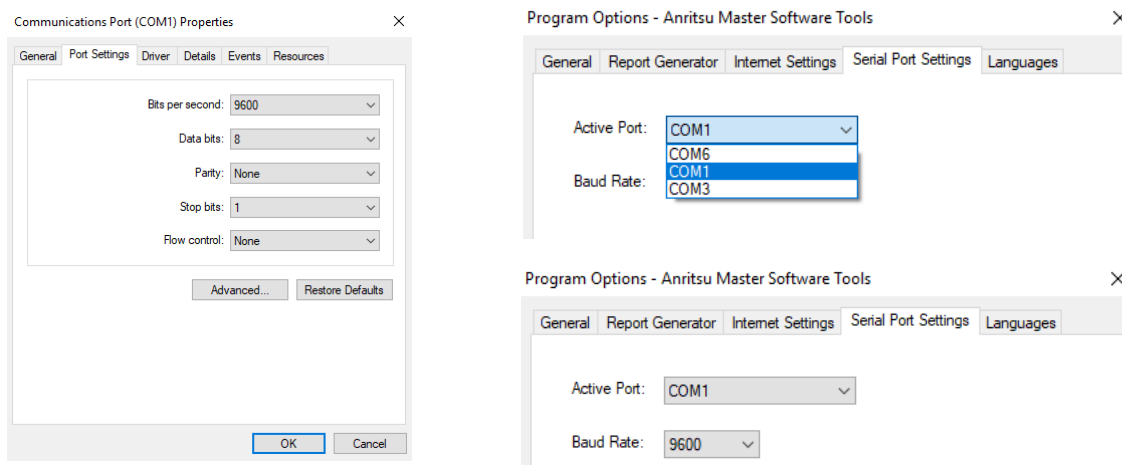 Communications Port (COM1) Properties
General Port Settings Driver Details Events Resources
Bits per second: 9600
Data bits: 8
Parity: None
Stop bits: 1
Flow control: None
Advanced... Restore Defaults
OK Cancel
Program Options - Anritsu Master Software Tools
General Report Generator Internet Settings Serial Port Settings Languages
Active Port: COM1
COM6
COM1
Baud Rate:
COM3
Program Options - Anritsu Master Software Tools
General Report Generator Internet Settings Serial Port Settings Languages
Active Port: COM1
Baud Rate: 9600